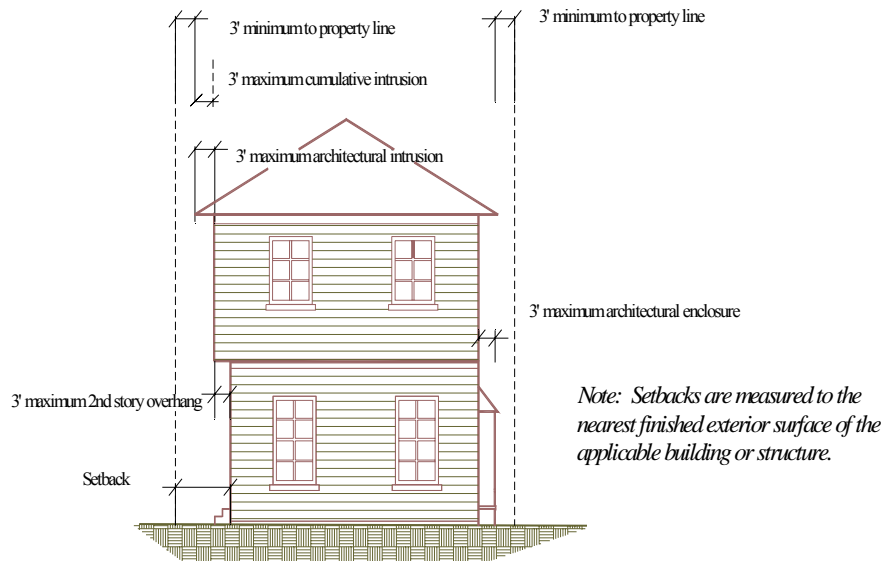 3' minimum to property line
3' minimum to property line
3' maximum cumulative intrusion
3' maximum architectural intrusion
3' maximum architectural enclosure
3' maximum 2nd story overhang
Note: Setbacks are measured to the
nearest finished exterior surface of the
applicable building or structure.
Setback